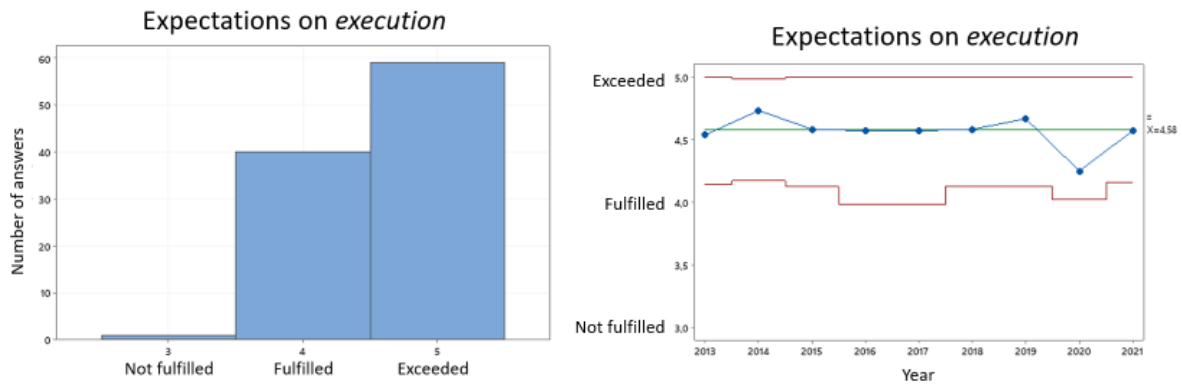 Expectations on execution
Number of answers
60
50
40
30
20
10
0
3
4
5
Not fulfilled
Fulfilled
Exceeded
Expectations on execution
Exceeded
Fulfilled
Not fulfilled
5,0
4,5
4,0
3,5
3,0
=
X=4,58
2013
2014
2015
2016
2017
2018
2019
2020
2021
Year